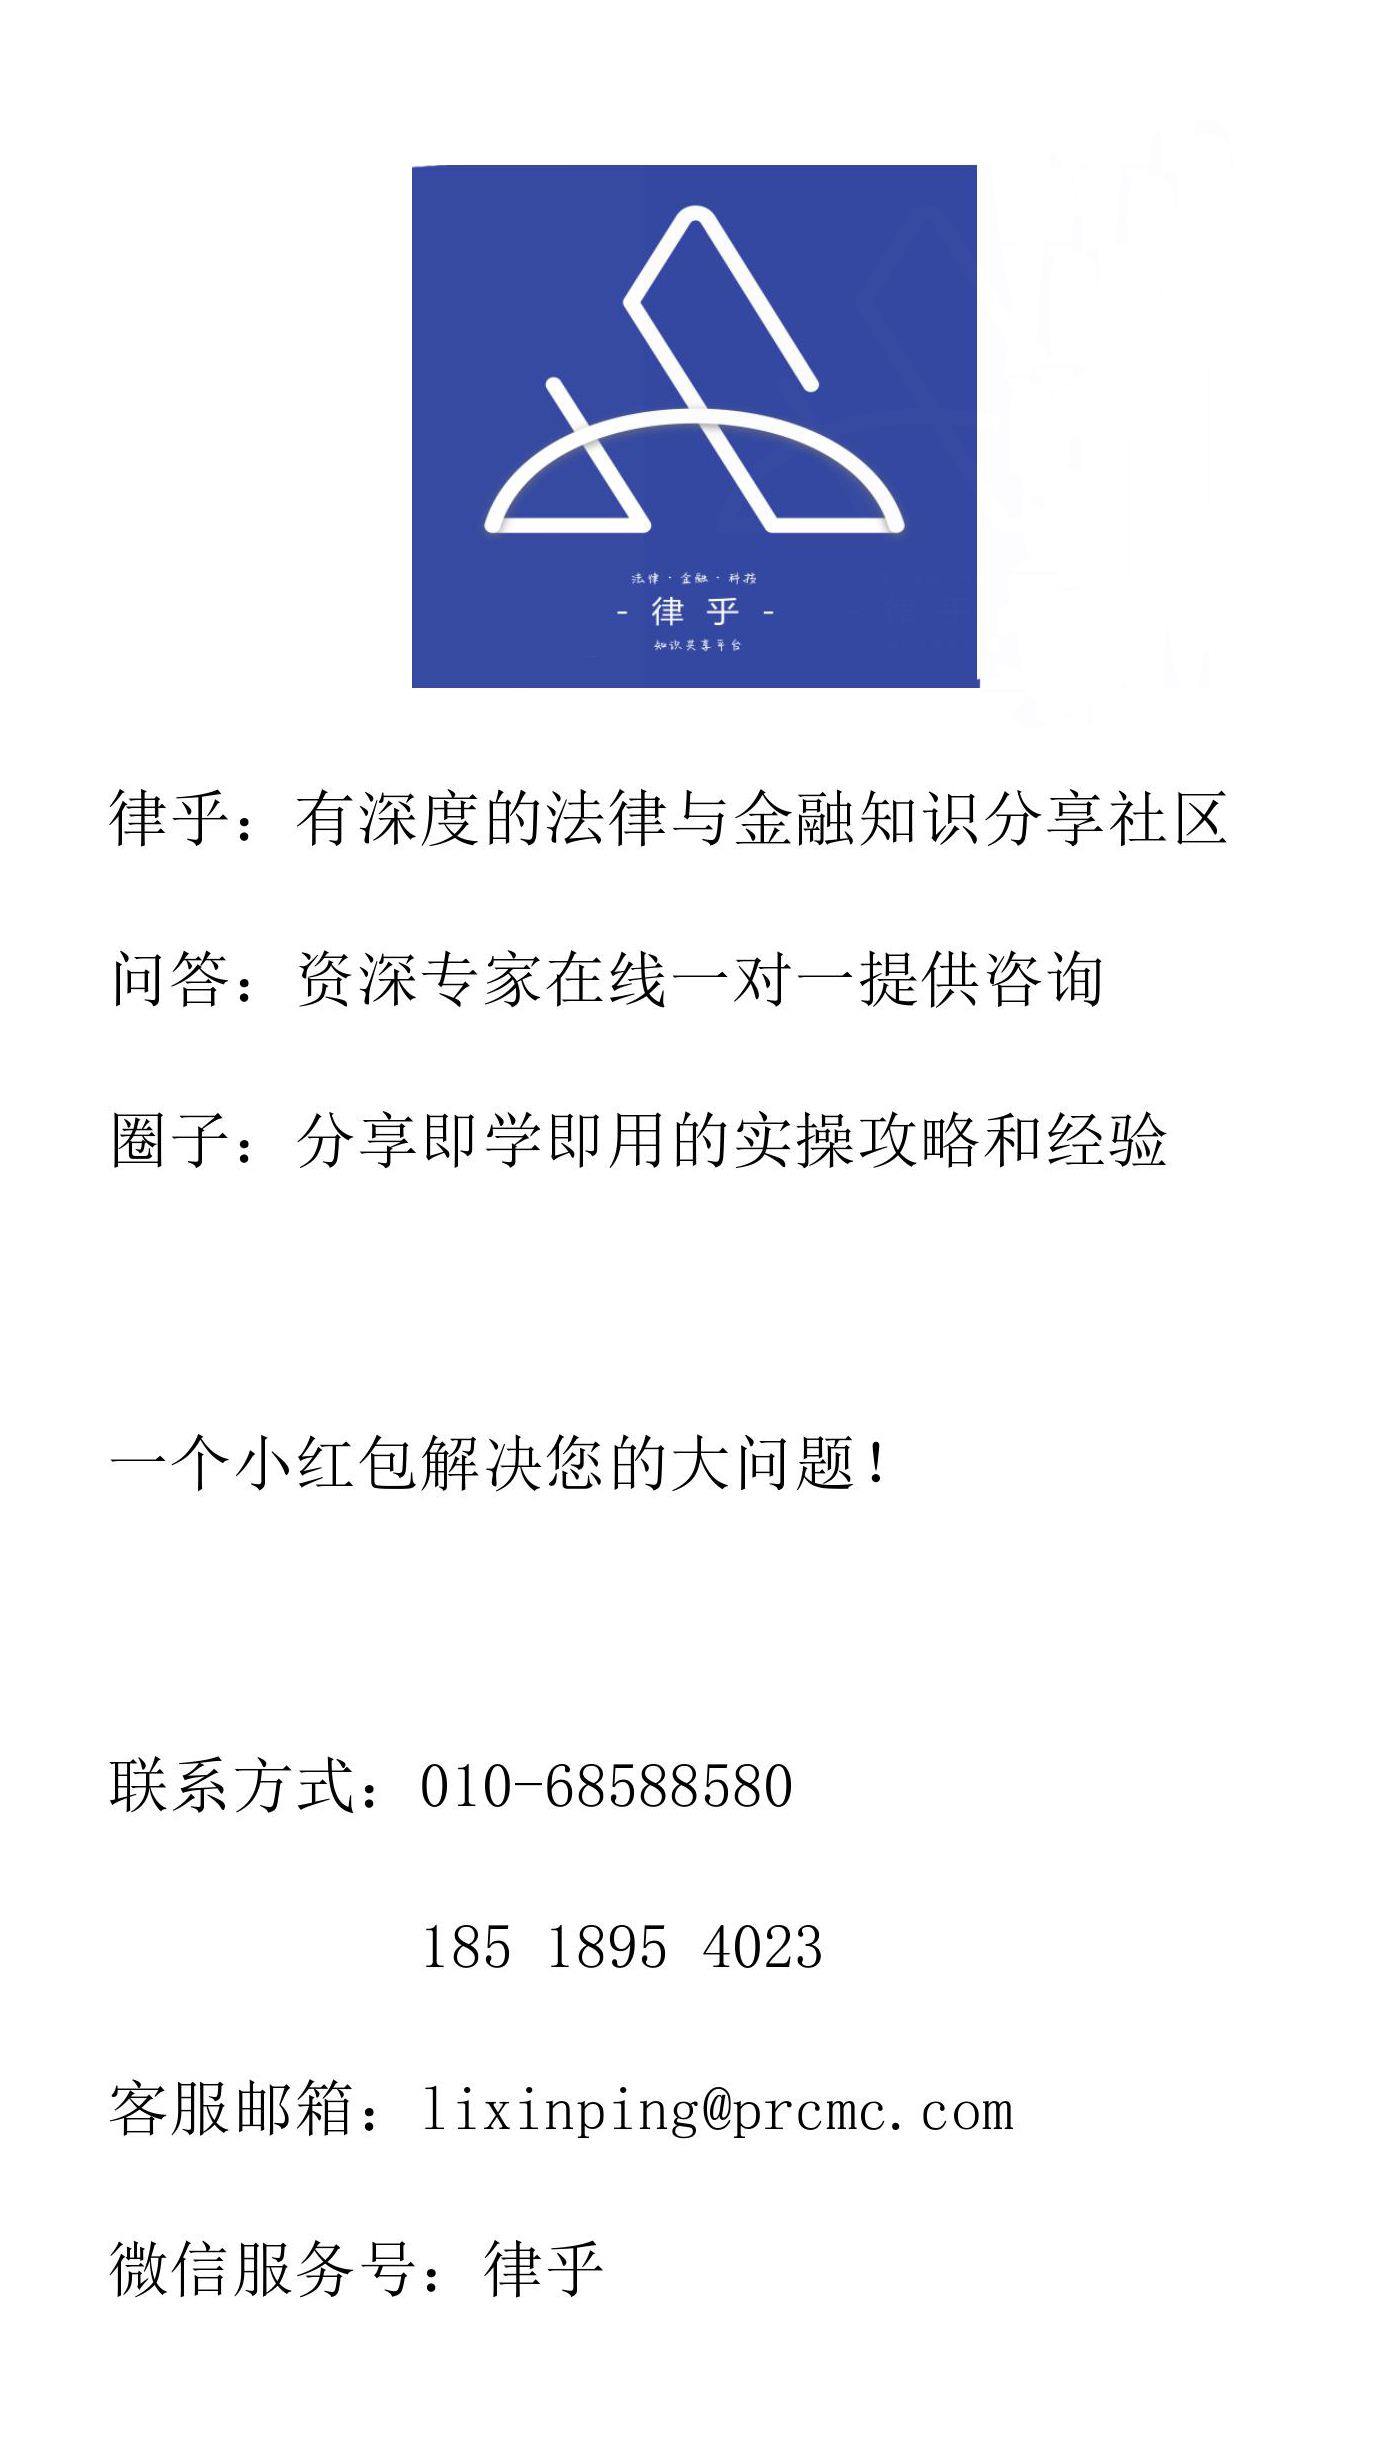 法律·金融·科技
- 律 乎 -
知识共享平台
律乎：有深度的法律与金融知识分享社区
问答：资深专家在线一对一提供咨询
圈子：分享即学即用的实操攻略和经验
一个小红包解决您的大问题！
联系方式：010-68588580
185 1895 4023
客服邮箱：lixinping@prcmc.com
微信服务号：律乎